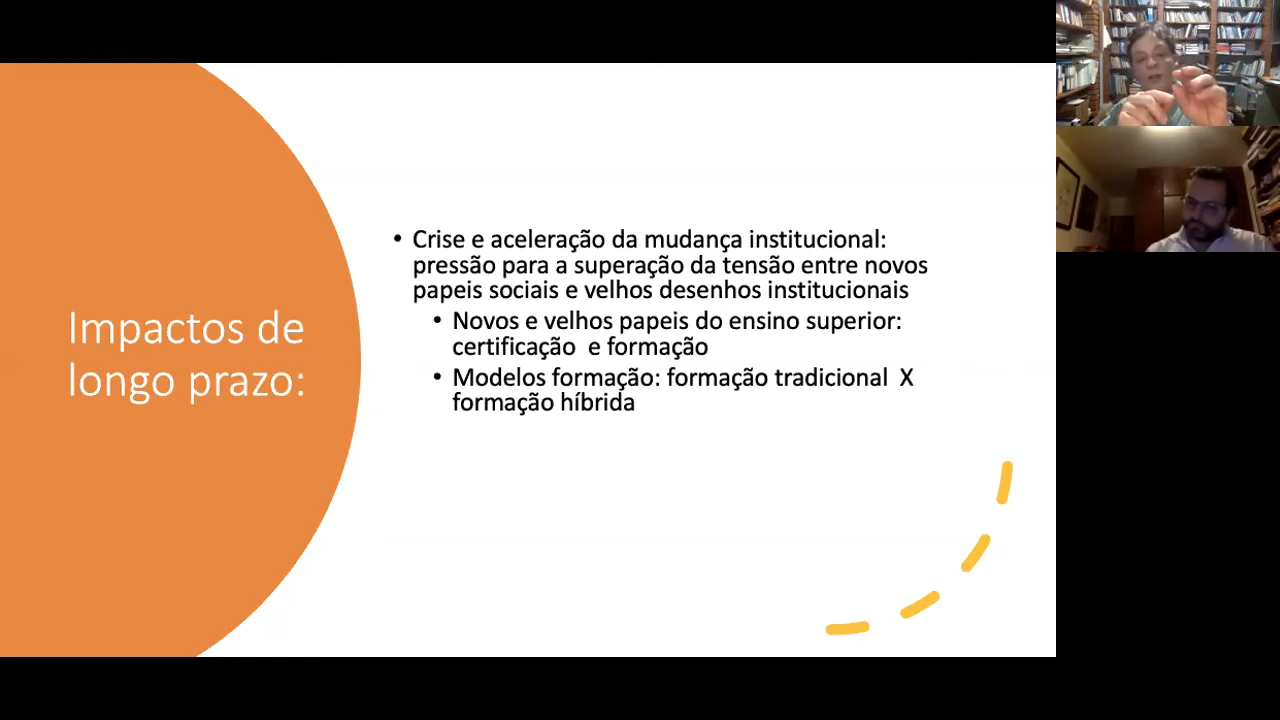 Impactos de
longo prazo:
• Crise e aceleração da mudança institucional:
pressão para a superação da tensão entre novos
papeis sociais e velhos desenhos institucionais
• Novos e velhos papeis do ensino superior:
certificação e formação
• Modelos formação: formação tradicional X
formação híbrida